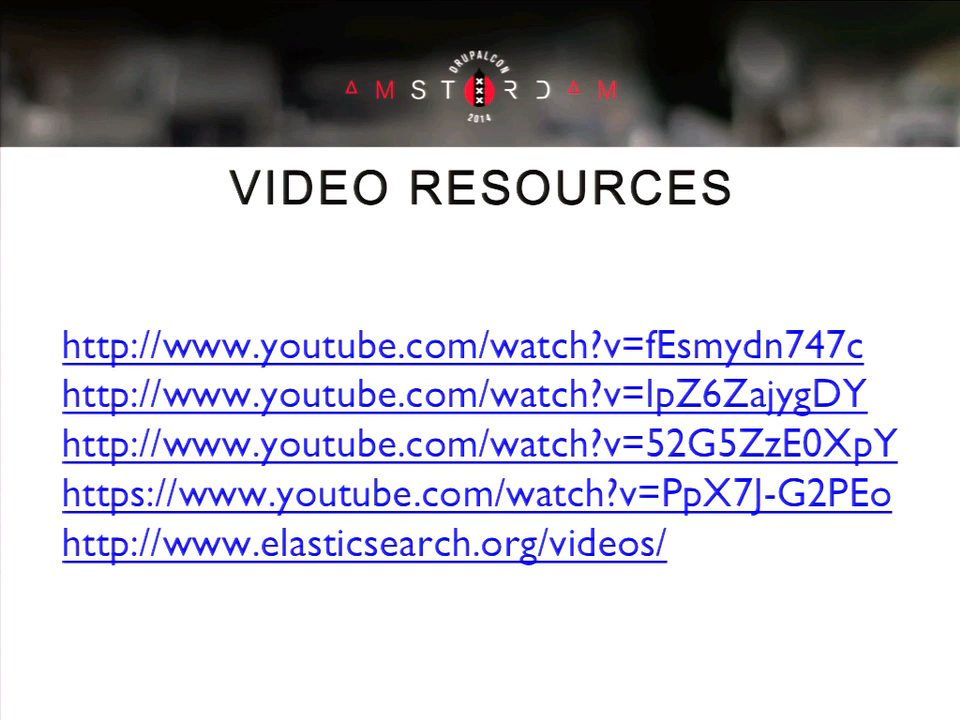 DRUPALCON
AMSTERDAM
2014
VIDEO RESOURCES
http://www.youtube.com/watch?v=fEsmydn747c
http://www.youtube.com/watch?v=lpZ6ZajygDY
http://www.youtube.com/watch?v=52G5ZzE0XpY
https://www.youtube.com/watch?v=PpX7J-G2PEo
http://www.elasticsearch.org/videos/